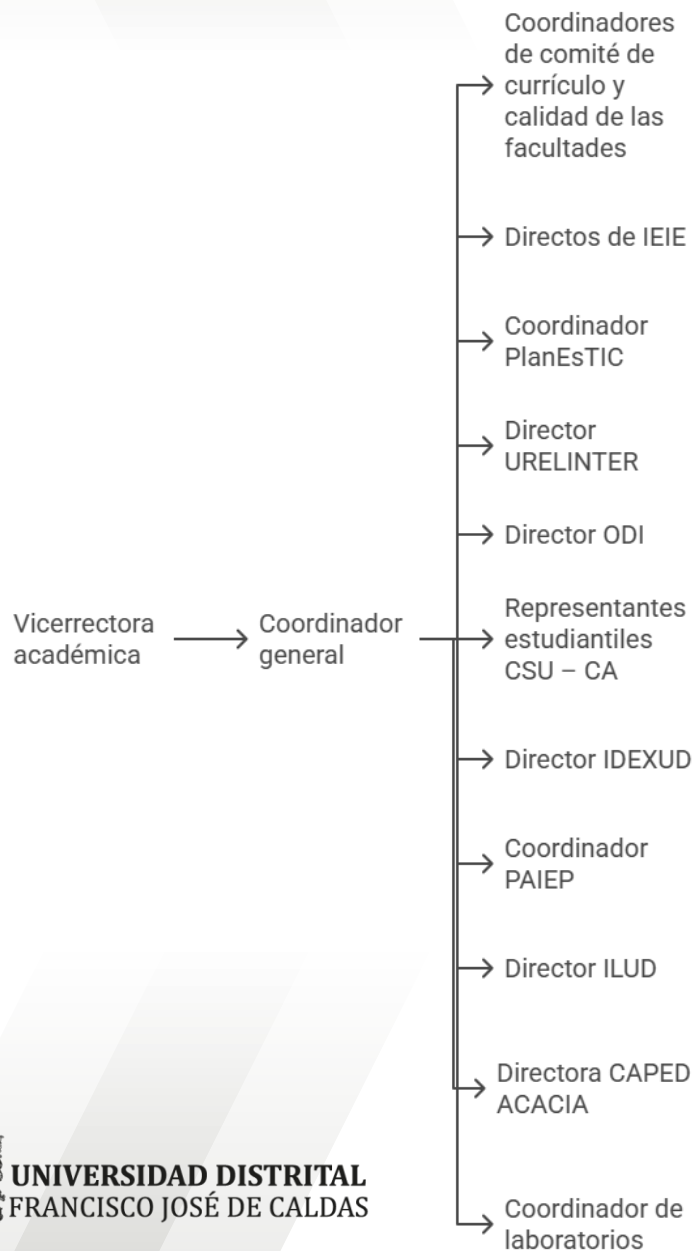 Coordinadores
de comité de
currículo y
calidad de las
facultades
Directos de IEIE
Coordinador
PlanEsTIC
Director
URELINTER
Director ODI
Vicerrectora
académica
Coordinador
general
Representantes
estudiantiles
CSU – CA
Director IDEXUD
Coordinador
PAIEP
Director ILUD
Directora CAPED
ACACIA
Coordinador de
laboratorios
UNIVERSIDAD DISTRITAL
FRANCISCO JOSÉ DE CALDAS